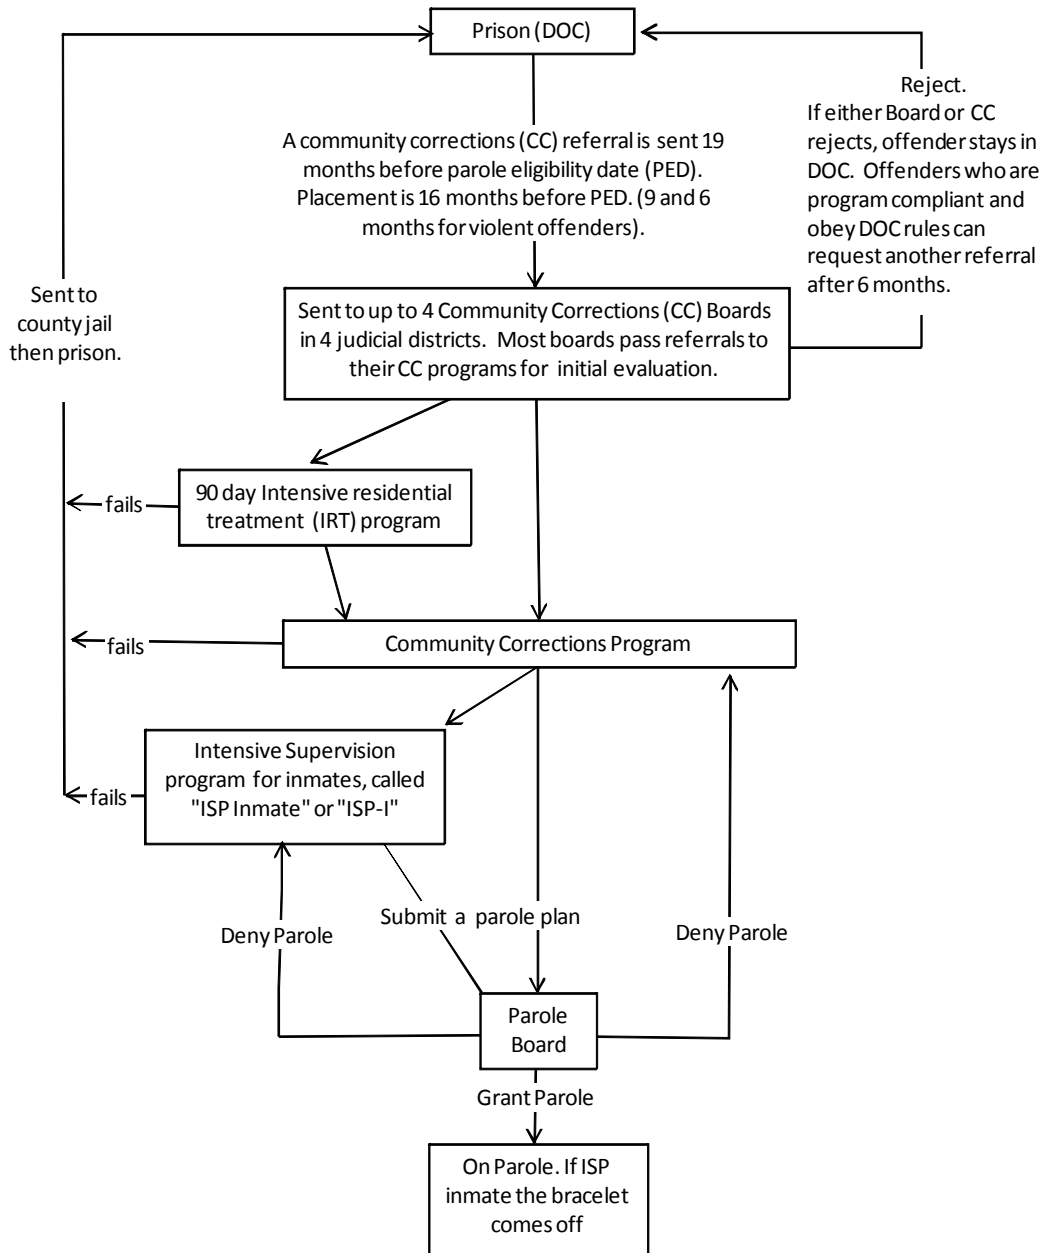 Prison (DOC)
A community corrections (CC) referral is sent 19
months before parole eligibility date (PED).
Placement is 16 months before PED. (9 and 6
months for violent offenders).
Reject.
If either Board or CC
rejects, offender stays in
DOC. Offenders who are
program compliant and
obey DOC rules can
request another referral
after 6 months.
Sent to
county jail
then prison.
Sent to up to 4 Community Corrections (CC) Boards
in 4 judicial districts. Most boards pass referrals to
their CC programs for initial evaluation.
fails
90 day Intensive residential
treatment (IRT) program
fails
Community Corrections Program
fails
Intensive Supervision
program for inmates, called
"ISP Inmate" or "ISP-I"
Deny Parole
Submit a parole plan
Deny Parole
Parole
Board
Grant Parole
On Parole. If ISP
inmate the bracelet
comes off